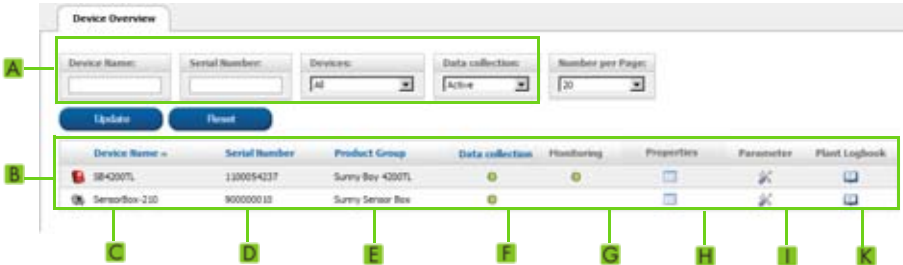 Device Overview
A
Device Name: Serial Number: Devices: Data collection: Number per Page:
All Active 20
Update Reset
B
Device Name Serial Number Product Group Data collection Monitoring Properties Parameter Plant Logbook
SB4200TL 1100054237 Sunny Boy 4200TL
SensorBox-210 900000010 Sunny Sensor Box
C D E F G H I K